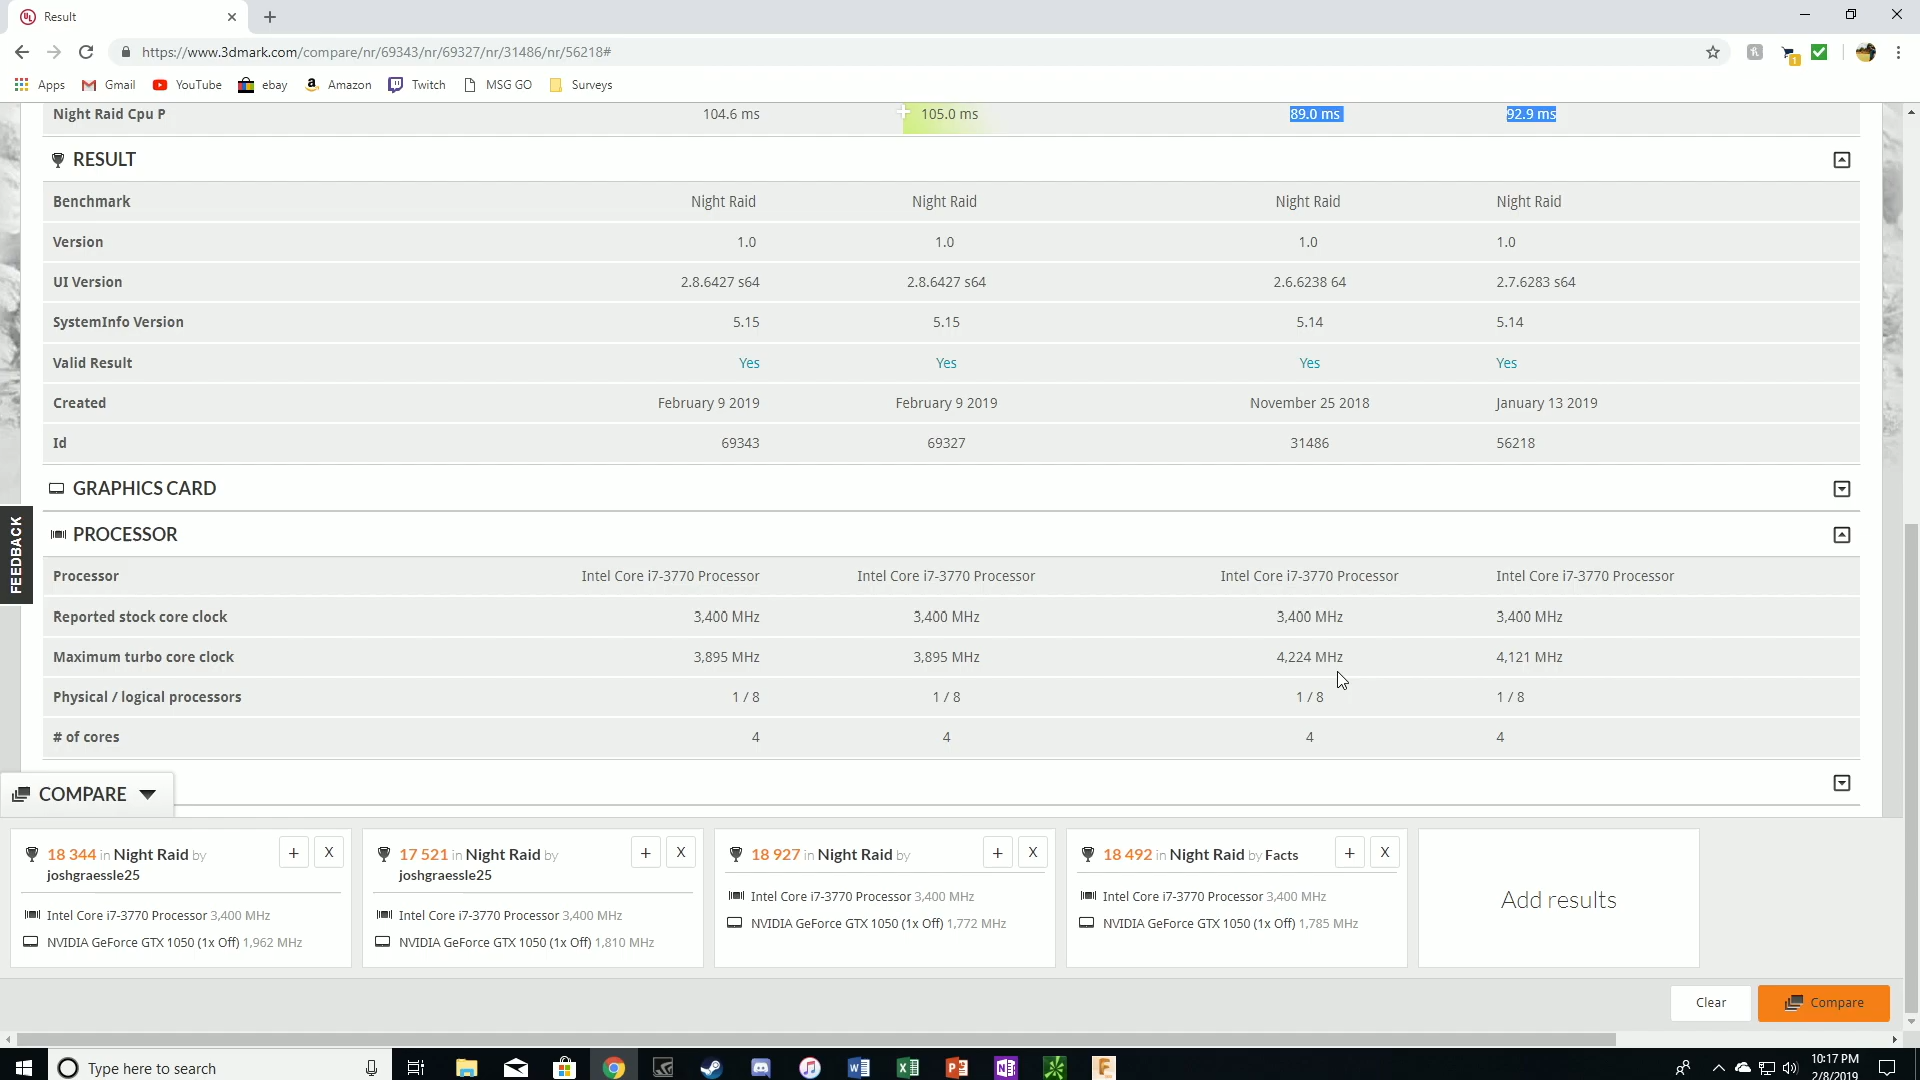 Result
https://www.3dmark.com/compare/nr/69343/nr/69327/nr/31486/nr/56218#
1
Apps Gmail YouTube ebay Amazon Twitch MSG GO Surveys
Night Raid Cpu P 104.6 ms 105.0 ms 89.0 ms 92.9 ms
RESULT
Benchmark Night Raid Night Raid Night Raid Night Raid
Version 1.0 1.0 1.0 1.0
UI Version 2.8.6427 s64 2.8.6427 s64 2.6.6238 64 2.7.6283 s64
SystemInfo Version 5.15 5.15 5.14 5.14
Valid Result Yes Yes Yes Yes
Created February 9 2019 February 9 2019 November 25 2018 January 13 2019
Id 69343 69327 31486 56218
GRAPHICS CARD
FEEDBACK
PROCESSOR
Processor Intel Core i7-3770 Processor Intel Core i7-3770 Processor Intel Core i7-3770 Processor Intel Core i7-3770 Processor
Reported stock core clock 3,400 MHz 3,400 MHz 3,400 MHz 3,400 MHz
Maximum turbo core clock 3,895 MHz 3,895 MHz 4,224 MHz 4,121 MHz
Physical / logical processors 1 / 8 1 / 8 1 / 8 1 / 8
# of cores 4 4 4 4
COMPARE
18 344 in Night Raid by + X
joshgraessle25
Intel Core i7-3770 Processor 3,400 MHz
NVIDIA GeForce GTX 1050 (1x Off) 1,962 MHz
17 521 in Night Raid by + X
joshgraessle25
Intel Core i7-3770 Processor 3,400 MHz
NVIDIA GeForce GTX 1050 (1x Off) 1,810 MHz
18 927 in Night Raid by + X
Intel Core i7-3770 Processor 3,400 MHz
NVIDIA GeForce GTX 1050 (1x Off) 1,772 MHz
18 492 in Night Raid by Facts + X
Intel Core i7-3770 Processor 3,400 MHz
NVIDIA GeForce GTX 1050 (1x Off) 1,785 MHz
Add results
Clear Compare
Type here to search
10:17 PM
2/8/2019